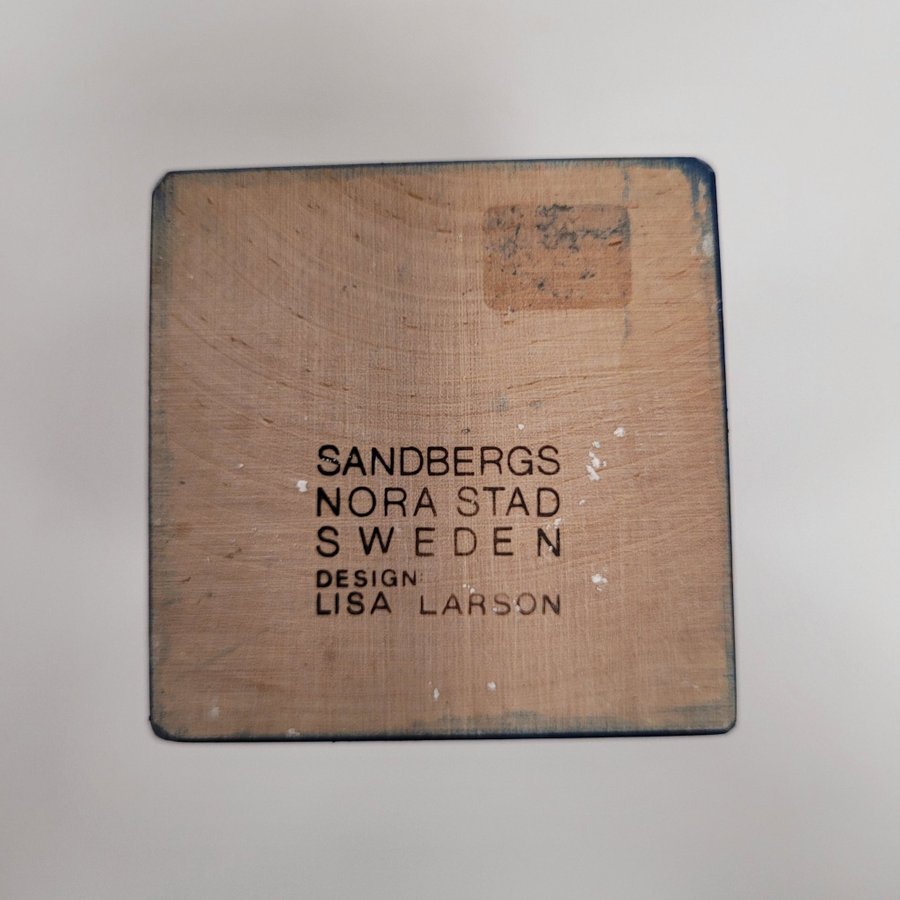 SANDBERGS
NORA STAD
SWEDEN
DESIGN:
LISA LARSON